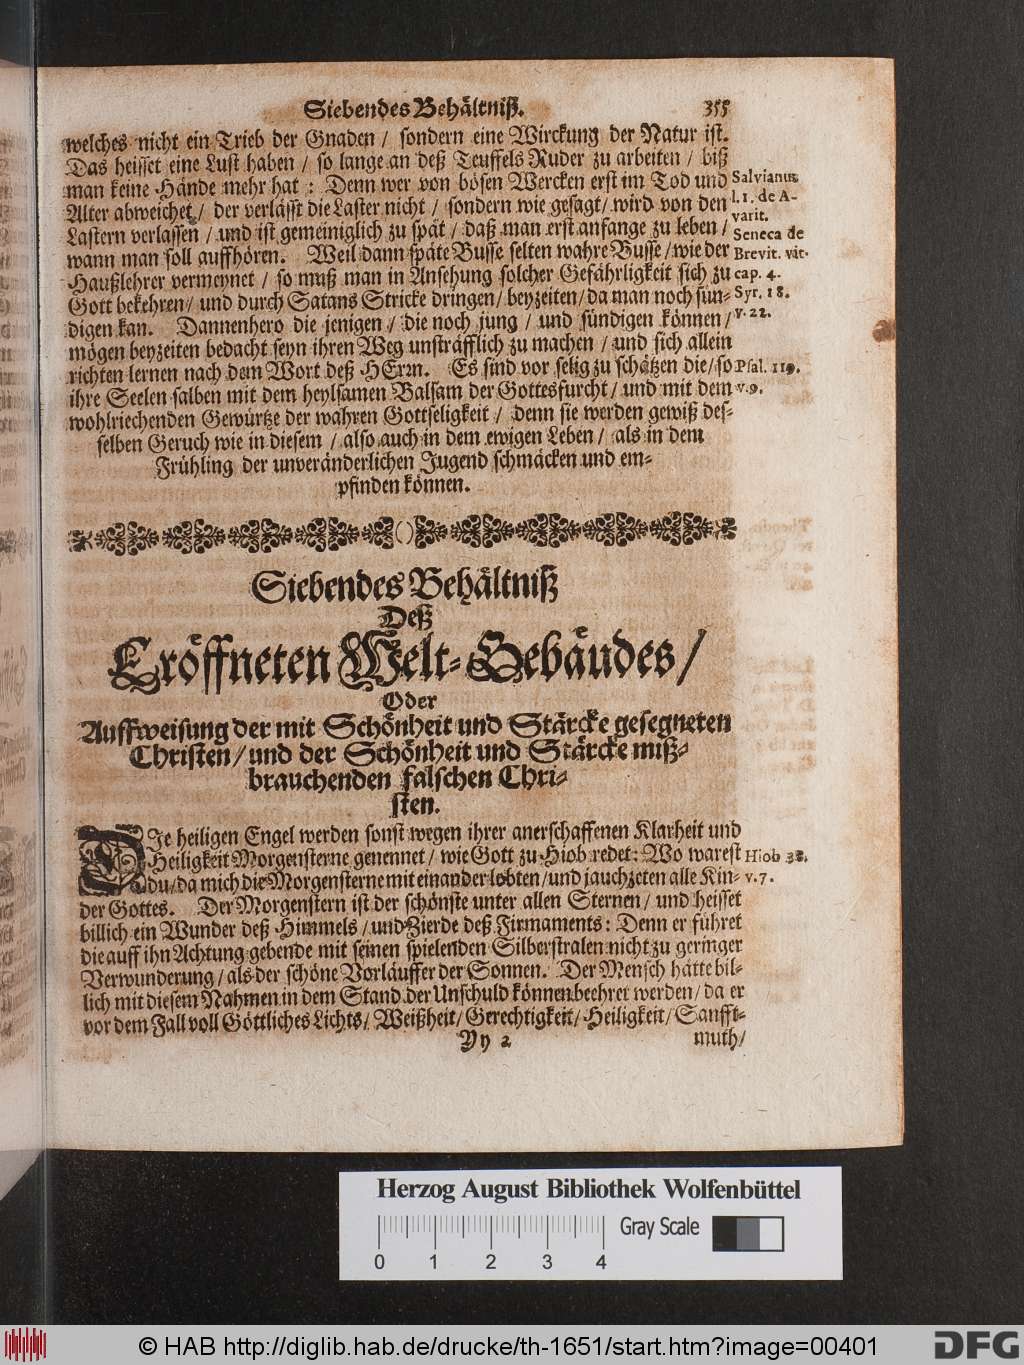 Siebendes Behältniß. 355
welches nicht ein Trieb der Gnaden / sondern eine Wirckung der Natur ist.
Das heisset eine Lust haben / so lange an deß Teuffels Ruder zu arbeiten / biß
man keine Hände mehr hat : Denn wer von bösen Wercken erst im Tod und
Alter abweichet / der verlässt die Laster nicht / sondern wie gesagt / wird von den
Lastern verlassen / und ist gemeiniglich zu spät / daß man erst anfange zu leben /
wann man soll auffhören. Weil dann späte Busse selten wahre Busse / wie der
Haußlehrer vermeynet / so muß man in Ansehung solcher Gefährligkeit sich zu
Gott bekehren / und durch Satans Stricke dringen / beyzeiten / da man noch sün-
digen kan. Dannenhero die jenigen / die noch jung / und sündigen können /
mögen beyzeiten bedacht seyn ihren Weg unsträfflich zu machen / und sich allein
richten lernen nach dem Wort deß HErrn. Es sind vor selig zu schätzen die / so
ihre Seelen salben mit dem heylsamen Balsam der Gottesfurcht / und mit dem
wohlriechenden Gewürtze der wahren Gottseligkeit / denn sie werden gewiß des-
selben Geruch wie in diesem / also auch in dem ewigen Leben / als in dem
Frühling der unveränderlichen Jugend schmäcken und em-
pfinden können.
Salvianus
l. 1. de A-
varit.
Seneca de
Brevit. vit.
cap. 4.
Syr. 18.
v. 22.
Psal. 119.
v. 9.
Siebendes Behältniß
Deß
Eröffneten Welt-Gebäudes /
Oder
Auffweisung der mit Schönheit und Stärcke gesegneten
Christen / und der Schönheit und Stärcke miß-
brauchenden falschen Chri-
sten.
DIe heiligen Engel werden sonst wegen ihrer anerschaffenen Klarheit und
Heiligkeit Morgensterne genennet / wie Gott zu Hiob redet : Wo warest
du / da mich die Morgensterne mit einander lobten / und jauchzeten alle Kin-
der Gottes. Der Morgenstern ist der schönste unter allen Sternen / und heisset
billich ein Wunder deß Himmels / und Zierde deß Firmaments : Denn er führet
die auff ihn Achtung gebende mit seinen spielenden Silberstralen nicht zu geringer
Verwunderung / als der schöne Vorläuffer der Sonnen. Der Mensch hätte bil-
lich mit diesem Nahmen in dem Stand der Unschuld können beehret werden / da er
vor dem Fall voll Göttliches Lichts / Weißheit / Gerechtigkeit / Heiligkeit / Sanfft-
Hiob 38.
v. 7.
Yy 2 muth /
Herzog August Bibliothek Wolfenbüttel
Gray Scale
0 1 2 3 4
© HAB http://diglib.hab.de/drucke/th-1651/start.htm?image=00401
DFG